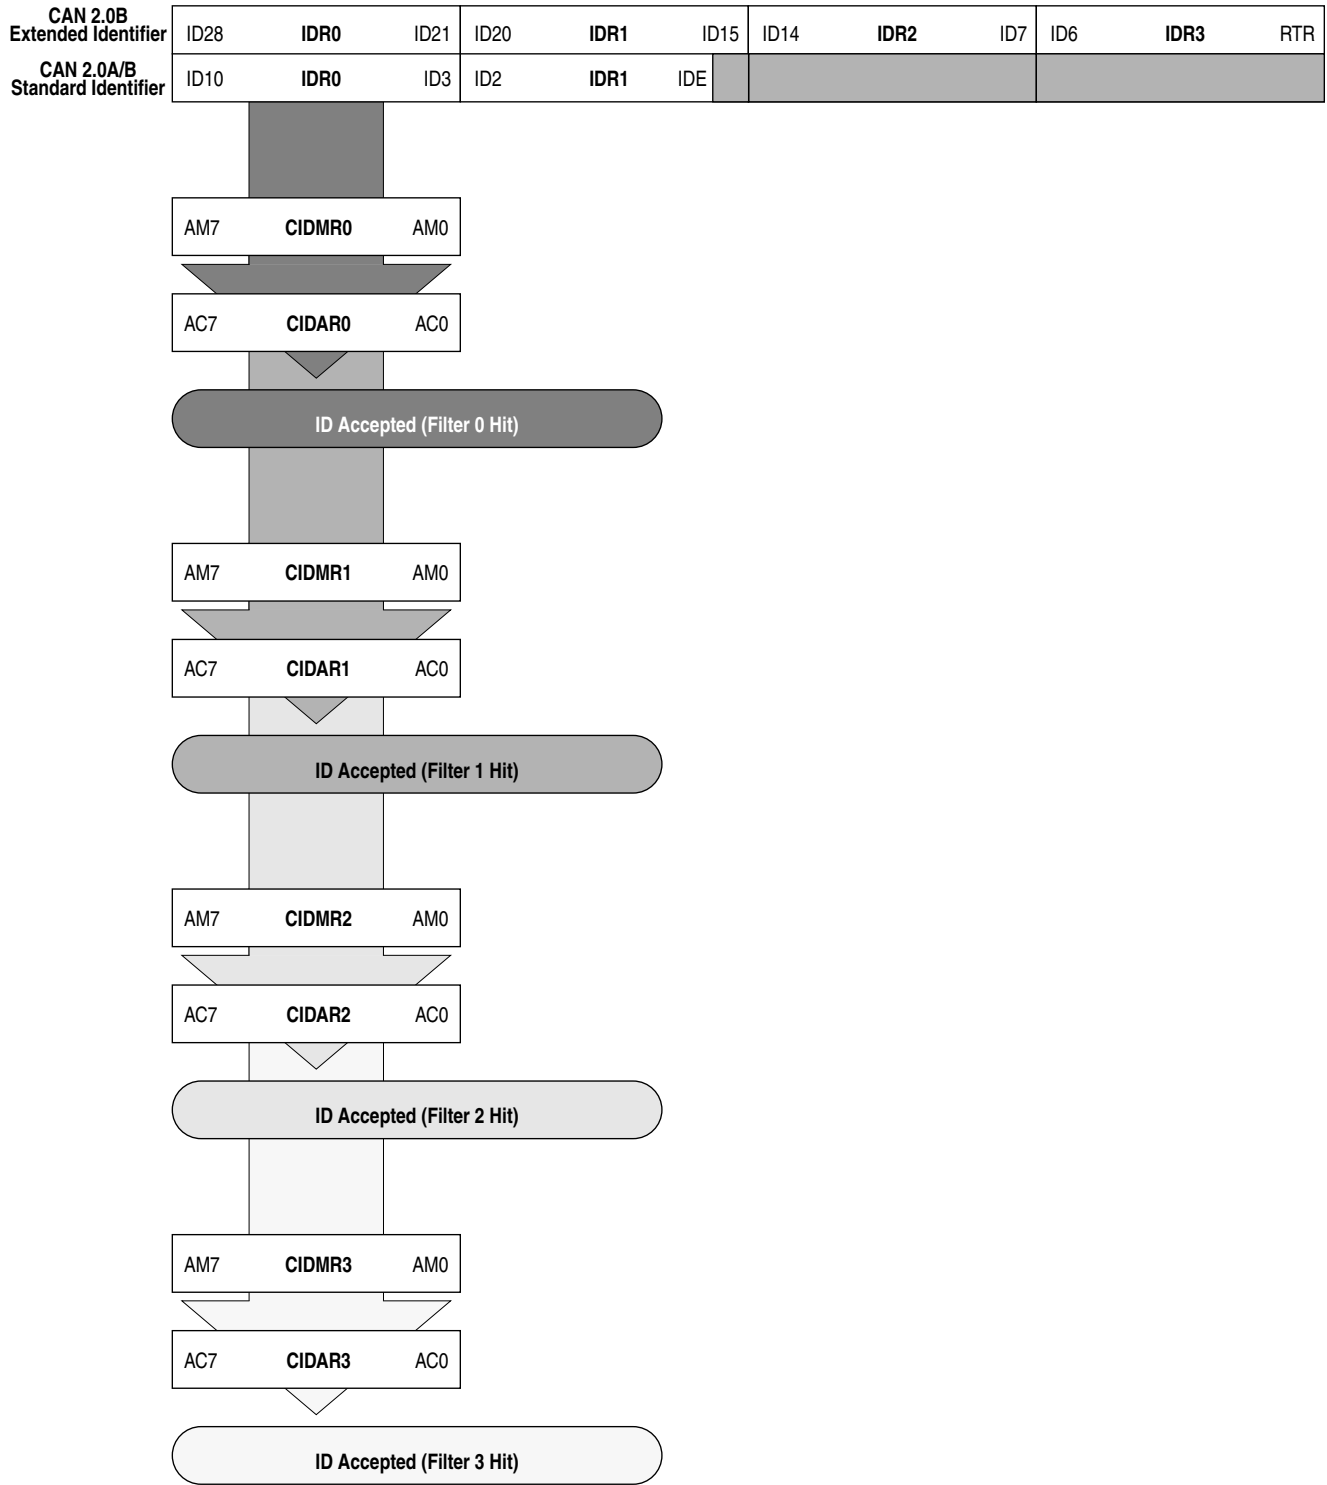 CAN 2.0B
Extended Identifier
ID28 IDR0 ID21 ID20 IDR1 ID15 ID14 IDR2 ID7 ID6 IDR3 RTR
CAN 2.0A/B
Standard Identifier
ID10 IDR0 ID3 ID2 IDR1 IDE
AM7 CIDMR0 AM0
AC7 CIDAR0 AC0
ID Accepted (Filter 0 Hit)
AM7 CIDMR1 AM0
AC7 CIDAR1 AC0
ID Accepted (Filter 1 Hit)
AM7 CIDMR2 AM0
AC7 CIDAR2 AC0
ID Accepted (Filter 2 Hit)
AM7 CIDMR3 AM0
AC7 CIDAR3 AC0
ID Accepted (Filter 3 Hit)